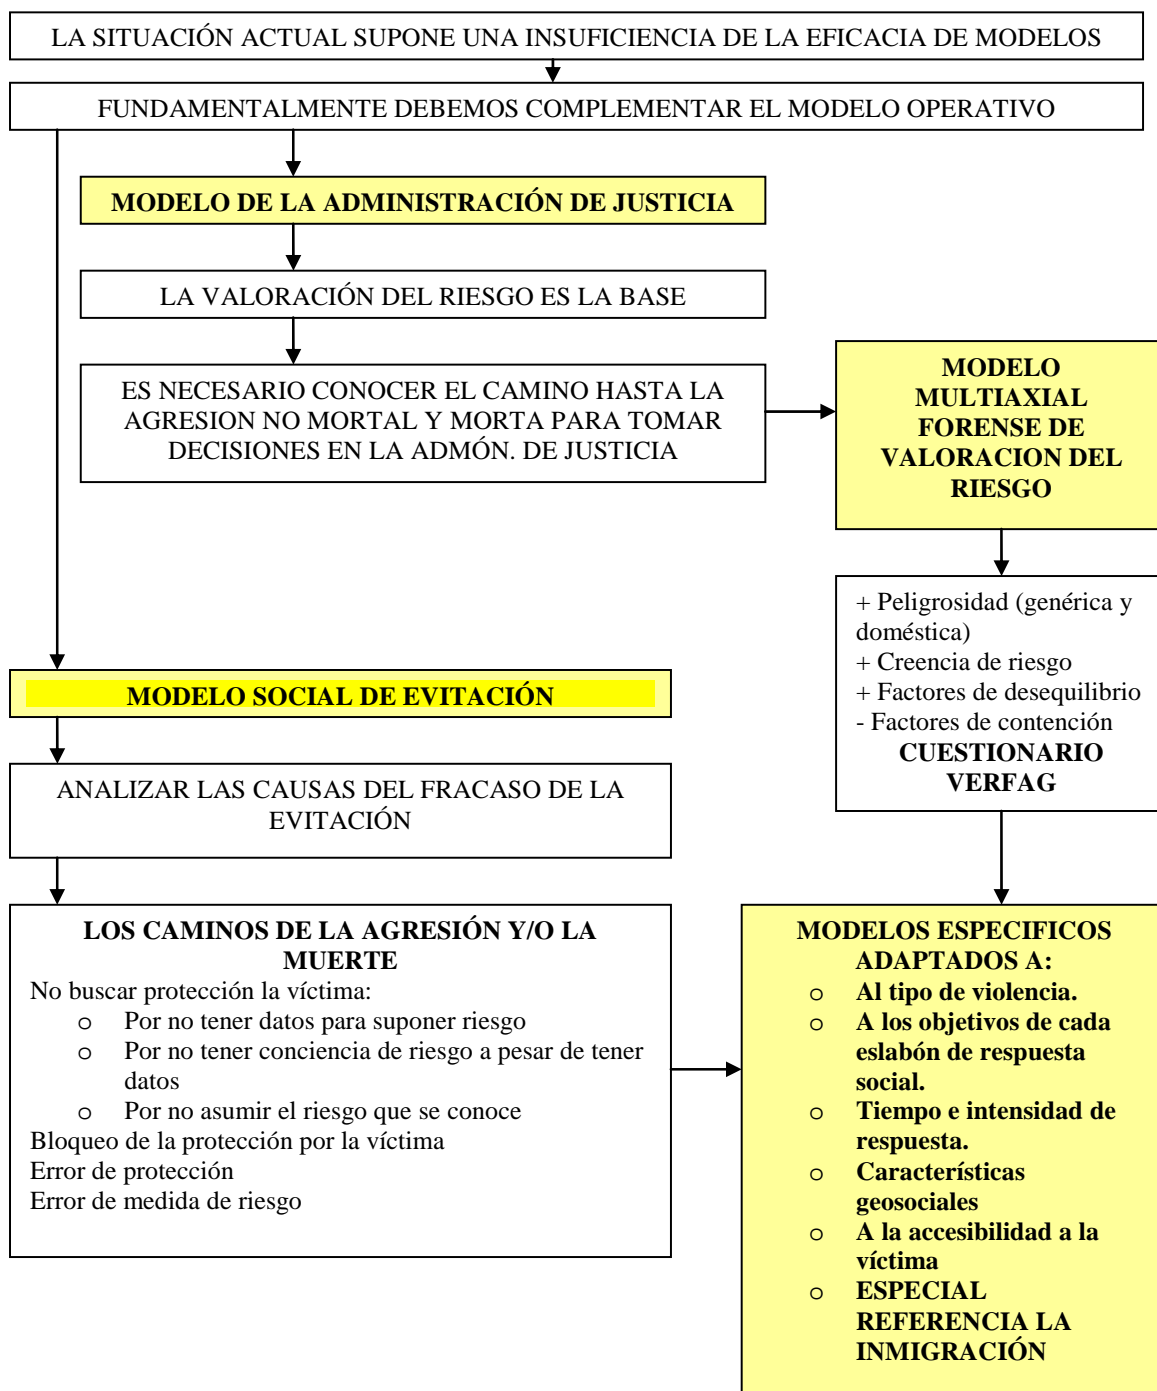 LA SITUACIÓN ACTUAL SUPONE UNA INSUFICIENCIA DE LA EFICACIA DE MODELOS
FUNDAMENTALMENTE DEBEMOS COMPLEMENTAR EL MODELO OPERATIVO
MODELO DE LA ADMINISTRACIÓN DE JUSTICIA
LA VALORACIÓN DEL RIESGO ES LA BASE
ES NECESARIO CONOCER EL CAMINO HASTA LA
AGRESION NO MORTAL Y MORTA PARA TOMAR
DECISIONES EN LA ADMÓN. DE JUSTICIA
MODELO
MULTIAXIAL
FORENSE DE
VALORACION DEL
RIESGO
+ Peligrosidad (genérica y
doméstica)
+ Creencia de riesgo
+ Factores de desequilibrio
- Factores de contención
CUESTIONARIO
VERFAG
MODELO SOCIAL DE EVITACIÓN
ANALIZAR LAS CAUSAS DEL FRACASO DE LA
EVITACIÓN
LOS CAMINOS DE LA AGRESIÓN Y/O LA
MUERTE
No buscar protección la víctima:
o Por no tener datos para suponer riesgo
o Por no tener conciencia de riesgo a pesar de tener
datos
o Por no asumir el riesgo que se conoce
Bloqueo de la protección por la víctima
Error de protección
Error de medida de riesgo
MODELOS ESPECIFICOS
ADAPTADOS A:
o Al tipo de violencia.
o A los objetivos de cada
eslabón de respuesta
social.
o Tiempo e intensidad de
respuesta.
o Características
geosociales
o A la accesibilidad a la
víctima
o ESPECIAL
REFERENCIA LA
INMIGRACIÓN